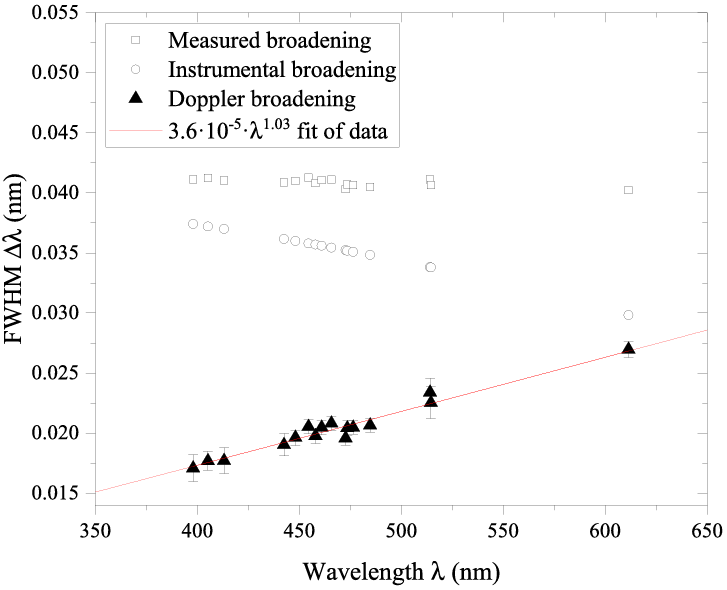 0.055
0.050
0.045
0.040
0.035
0.030
0.025
0.020
0.015
FWHM Δλ (nm)
Measured broadening
Instrumental broadening
Doppler broadening
3.6·10⁻⁵·λ¹·⁰³ fit of data
350 400 450 500 550 600 650
Wavelength λ (nm)